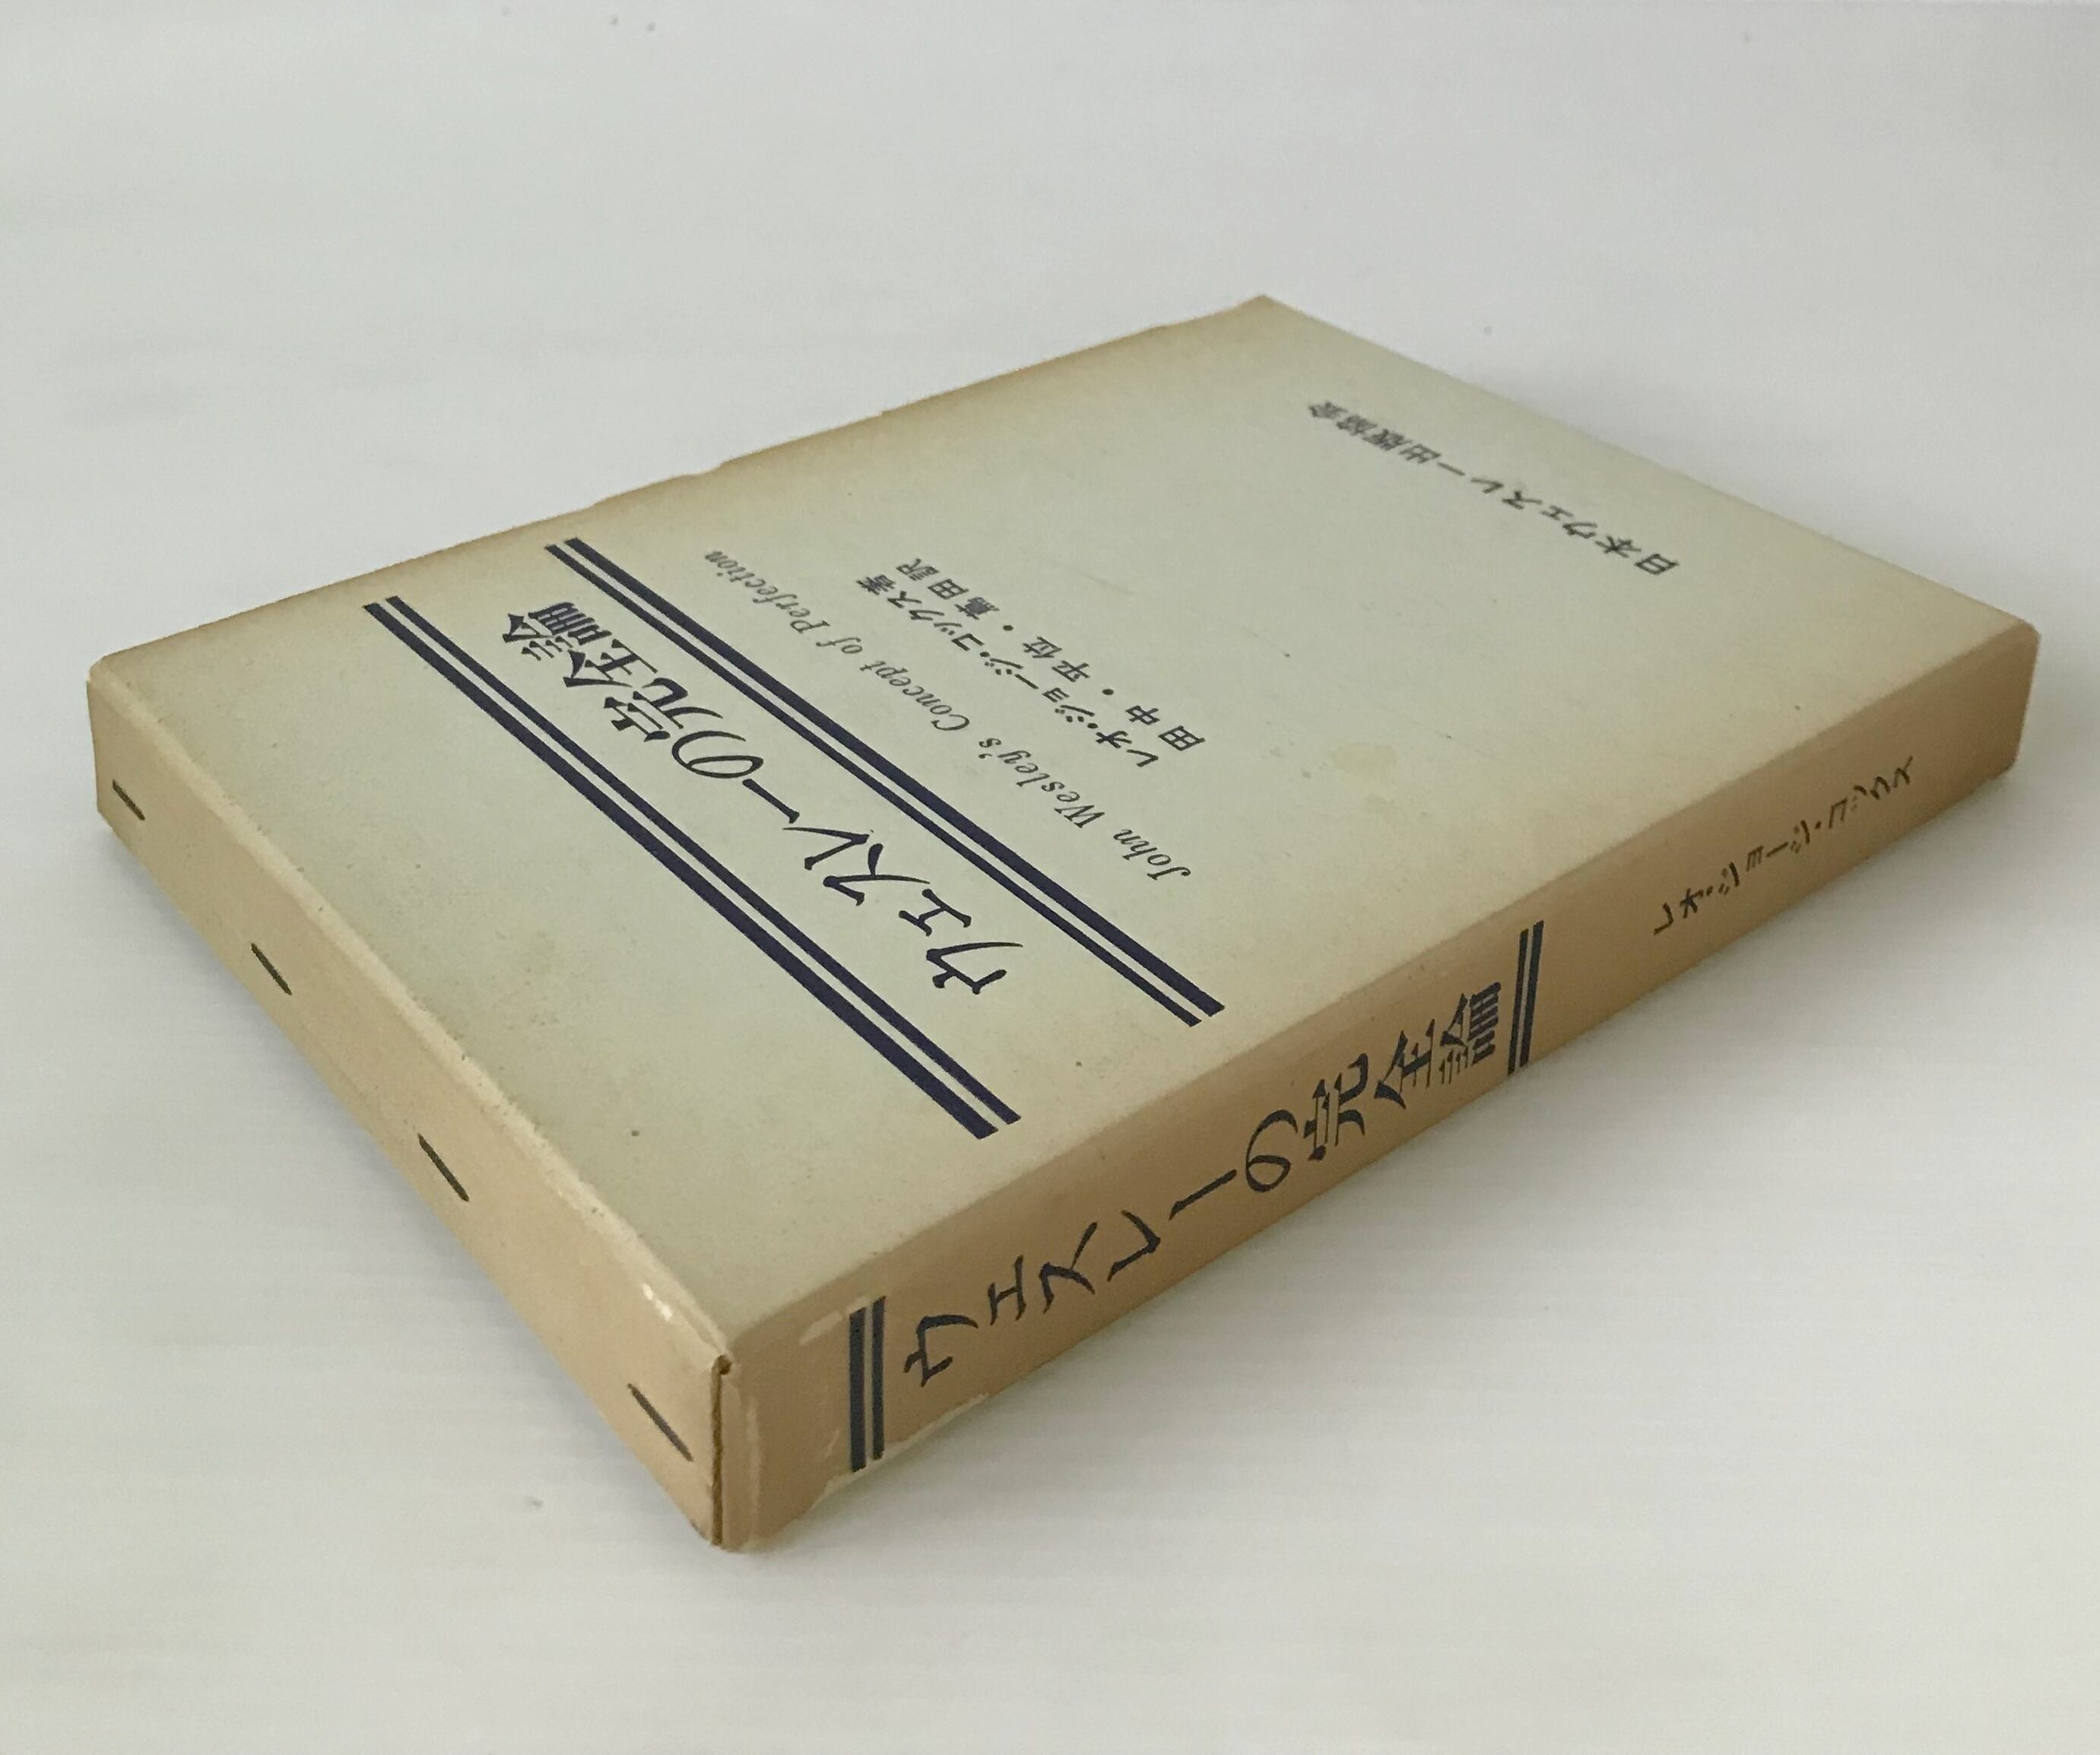 ウェスレーの完全論
John Wesley's Concept of Perfection
レオ・ジョージ・コックス著
田中・平位・蔦田訳
日本ウェスレー出版協会
ウェスレーの完全論
レオ・ジョージ・コックス